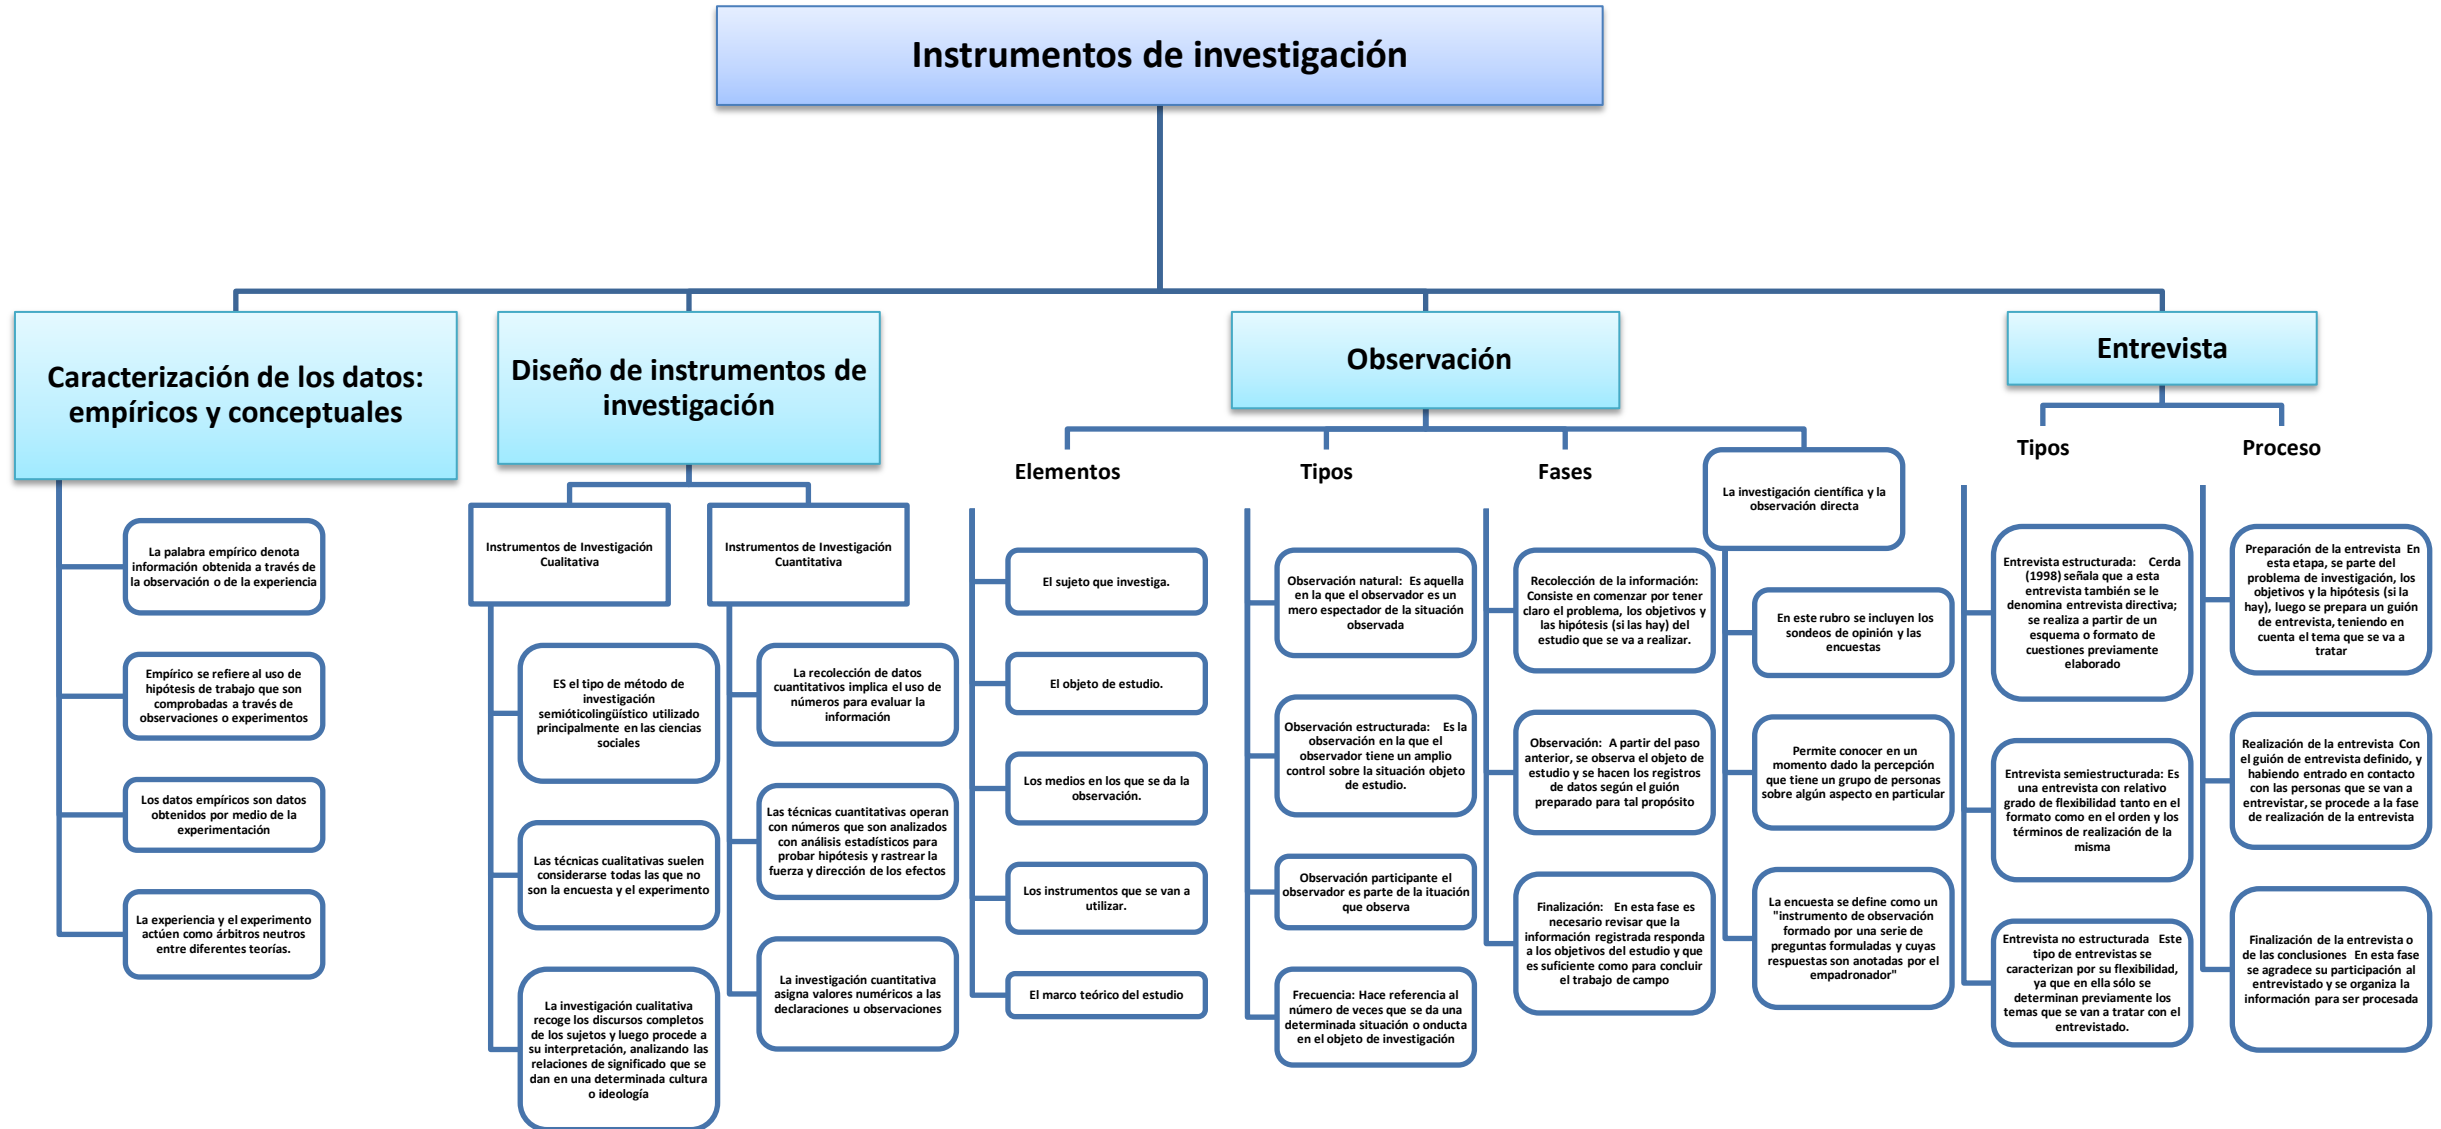 Instrumentos de investigación
Caracterización de los datos:
empíricos y conceptuales
La palabra empírico denota
información obtenida a través de
la observación o de la experiencia
Empírico se refiere al uso de
hipótesis de trabajo que son
comprobadas a través de
observaciones o experimentos
Los datos empíricos son datos
obtenidos por medio de la
experimentación
La experiencia y el experimento
actúen como árbitros neutros
entre diferentes teorías.
Diseño de instrumentos de
investigación
Instrumentos de Investigación
Cualitativa
ES el tipo de método de
investigación
semióticolingüístico utilizado
principalmente en las ciencias
sociales
Las técnicas cualitativas suelen
considerarse todas las que no
son la encuesta y el experimento
La investigación cualitativa
recoge los discursos completos
de los sujetos y luego procede a
su interpretación, analizando las
relaciones de significado que se
dan en una determinada cultura
o ideología
Instrumentos de Investigación
Cuantitativa
La recolección de datos
cuantitativos implica el uso de
números para evaluar la
información
Las técnicas cuantitativas operan
con números que son analizados
con análisis estadísticos para
probar hipótesis y rastrear la
fuerza y dirección de los efectos
La investigación cuantitativa
asigna valores numéricos a las
declaraciones u observaciones
Observación
Elementos
El sujeto que investiga.
El objeto de estudio.
Los medios en los que se da la
observación.
Los instrumentos que se van a
utilizar.
El marco teórico del estudio
Tipos
Observación natural: Es aquella
en la que el observador es un
mero espectador de la situación
observada
Observación estructurada: Es la
observación en la que el
observador tiene un amplio
control sobre la situación objeto
de estudio.
Observación participante el
observador es parte de la ituación
que observa
Frecuencia: Hace referencia al
número de veces que se da una
determinada situación o onducta
en el objeto de investigación
Fases
Recolección de la información:
Consiste en comenzar por tener
claro el problema, los objetivos y
las hipótesis (si las hay) del
estudio que se va a realizar.
Observación: A partir del paso
anterior, se observa el objeto de
estudio y se hacen los registros
de datos según el guión
preparado para tal propósito
Finalización: En esta fase es
necesario revisar que la
información registrada responda
a los objetivos del estudio y que
es suficiente como para concluir
el trabajo de campo
La investigación científica y la
observación directa
En este rubro se incluyen los
sondeos de opinión y las
encuestas
Permite conocer en un
momento dado la percepción
que tiene un grupo de personas
sobre algún aspecto en particular
La encuesta se define como un
"instrumento de observación
formado por una serie de
preguntas formuladas y cuyas
respuestas son anotadas por el
empadronador"
Entrevista
Tipos
Entrevista estructurada: Cerda
(1998) señala que a esta
entrevista también se le
denomina entrevista directiva;
se realiza a partir de un
esquema o formato de
cuestiones previamente
elaborado
Entrevista semiestructurada: Es
una entrevista con relativo
grado de flexibilidad tanto en el
formato como en el orden y los
términos de realización de la
misma
Entrevista no estructurada Este
tipo de entrevistas se
caracterizan por su flexibilidad,
ya que en ella sólo se
determinan previamente los
temas que se van a tratar con el
entrevistado.
Proceso
Preparación de la entrevista En
esta etapa, se parte del
problema de investigación, los
objetivos y la hipótesis (si la
hay), luego se prepara un guión
de entrevista, teniendo en
cuenta el tema que se va a
tratar
Realización de la entrevista Con
el guión de entrevista definido, y
habiendo entrado en contacto
con las personas que se van a
entrevistar, se procede a la fase
de realización de la entrevista
Finalización de la entrevista o
de las conclusiones En esta fase
se agradece su participación al
entrevistado y se organiza la
información para ser procesada